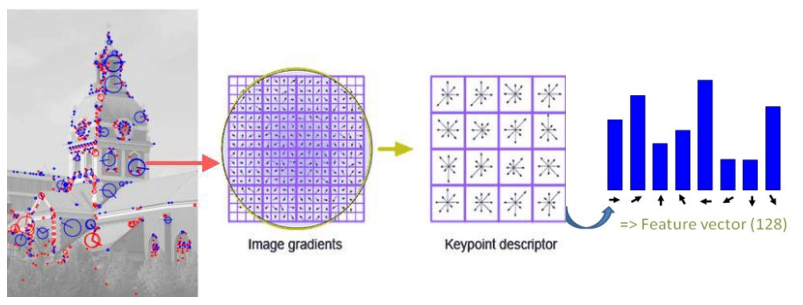 Image gradients
Keypoint descriptor
=> Feature vector (128)